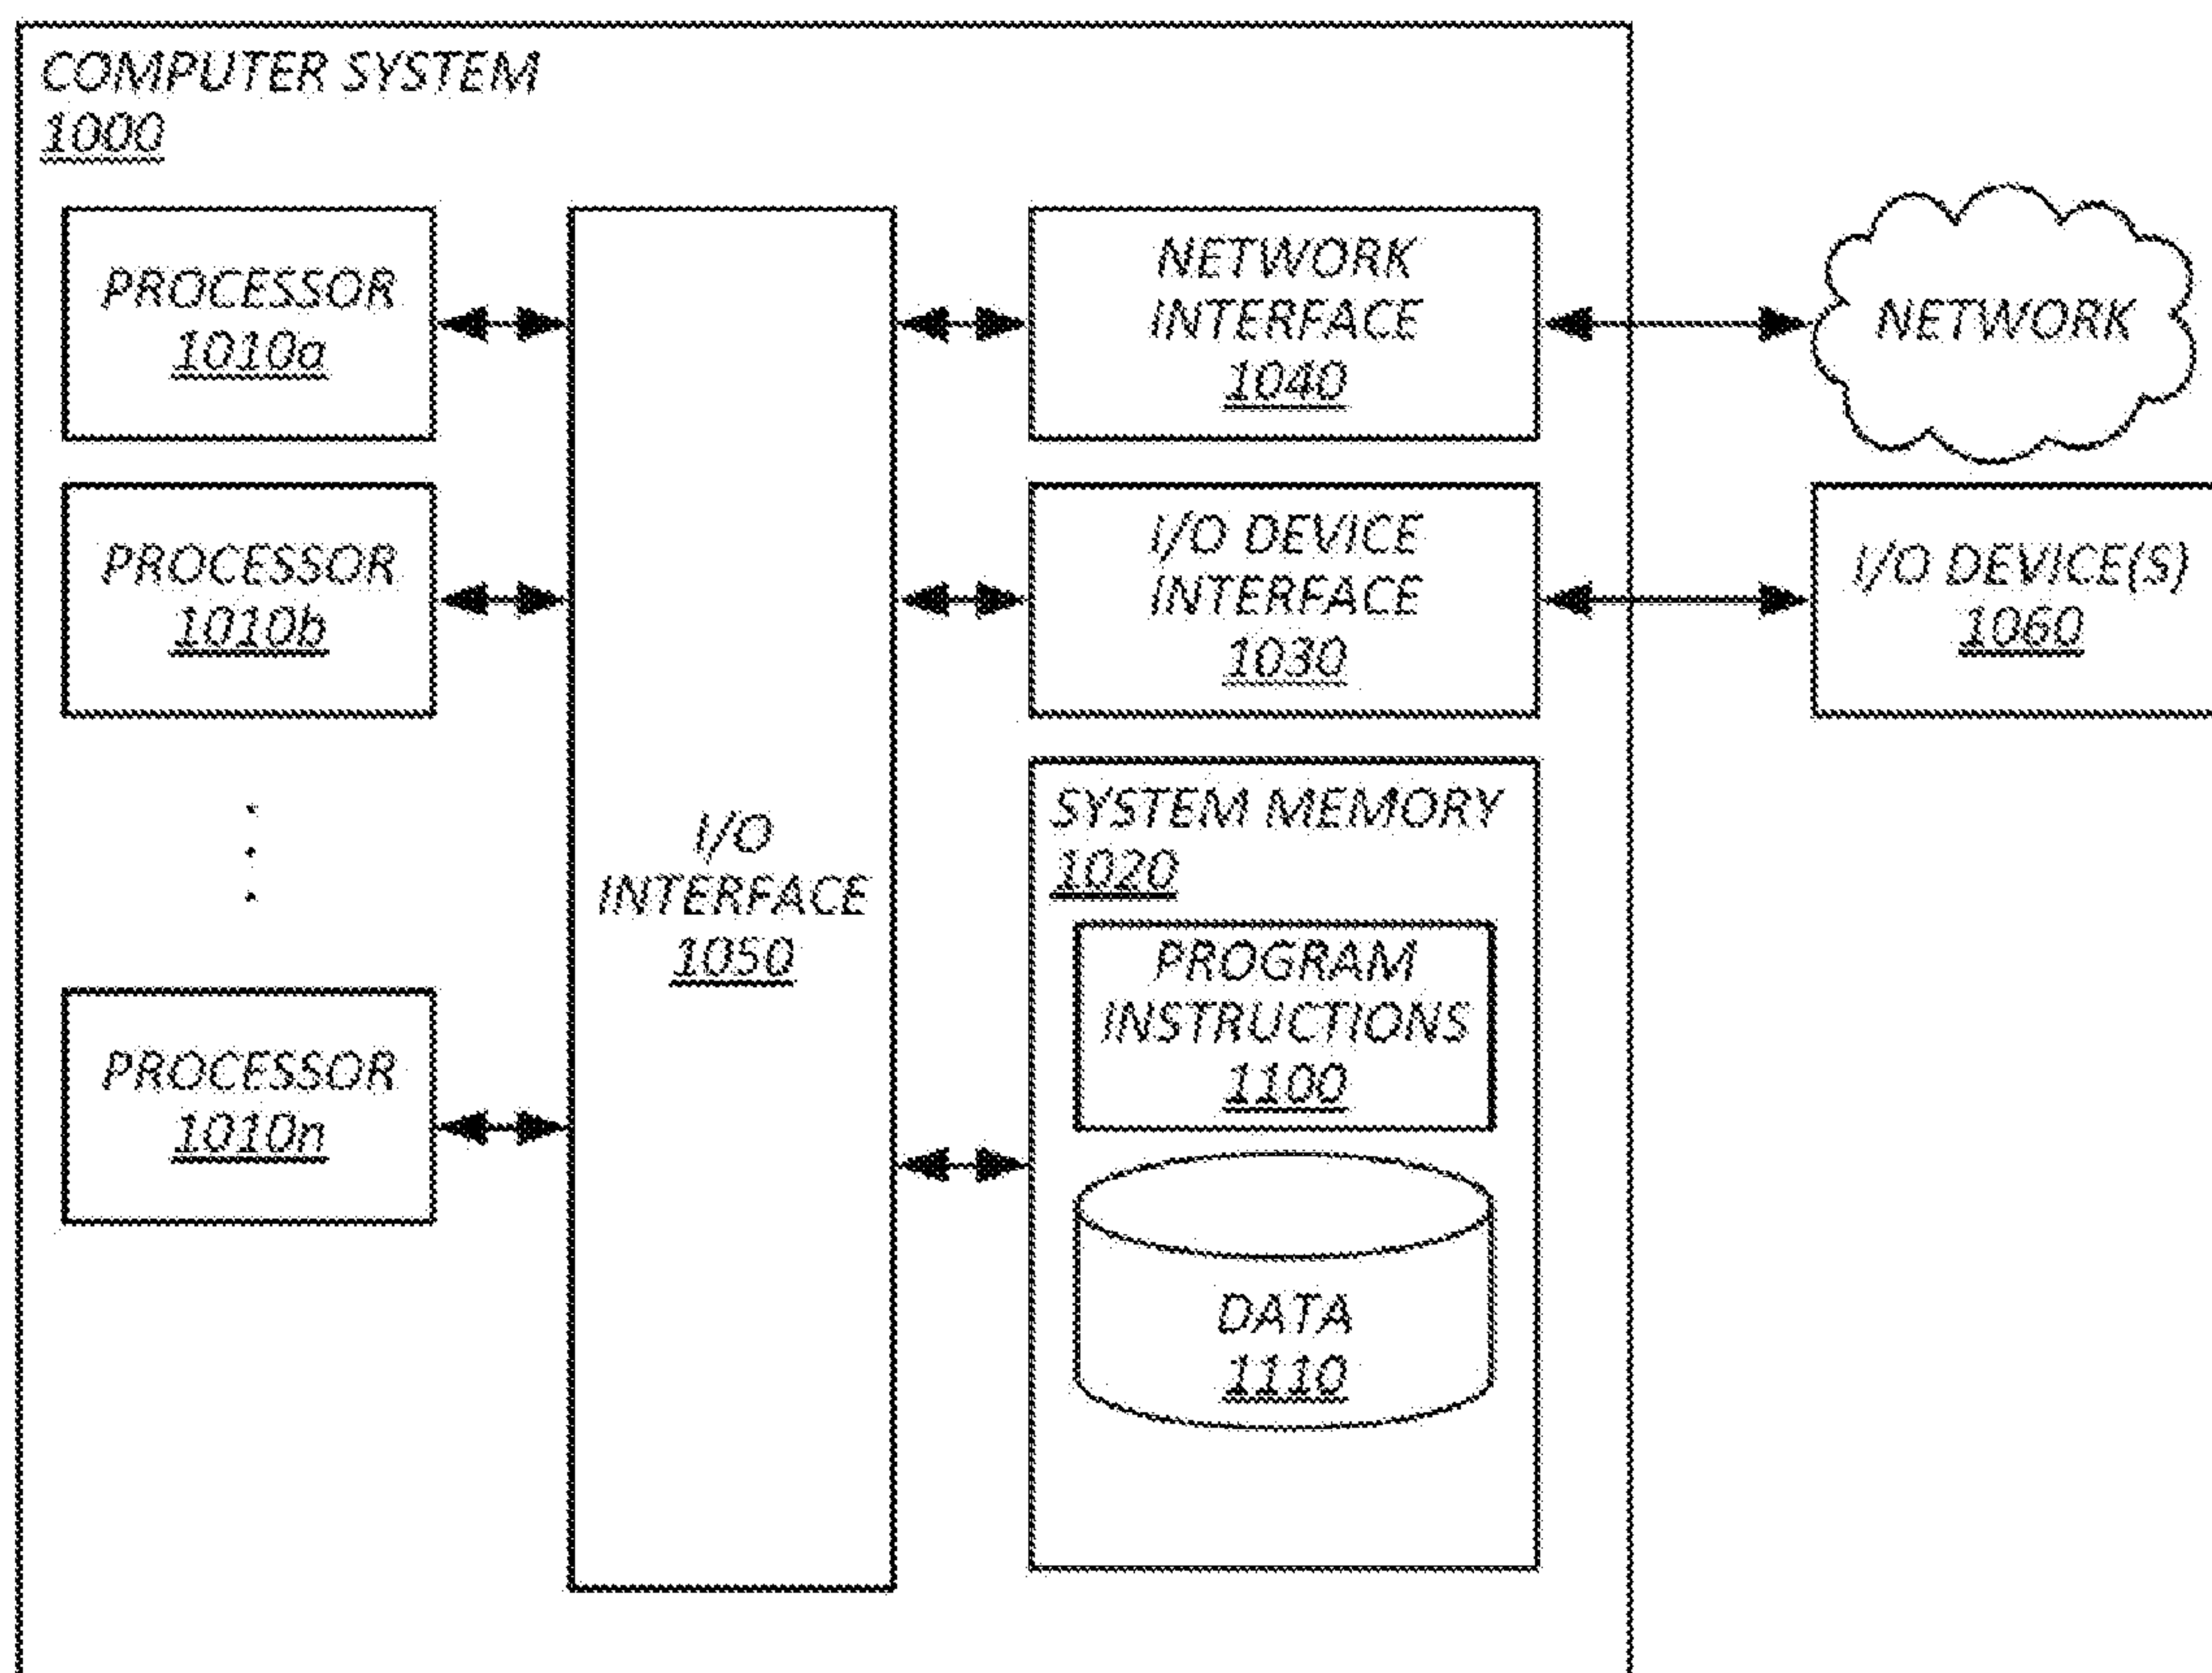 COMPUTER SYSTEM
1000
PROCESSOR
1010a
PROCESSOR
1010b
PROCESSOR
1010n
I/O
INTERFACE
1050
NETWORK
INTERFACE
1040
I/O DEVICE
INTERFACE
1030
SYSTEM MEMORY
1020
PROGRAM
INSTRUCTIONS
1100
DATA
1110
NETWORK
I/O DEVICE(S)
1060